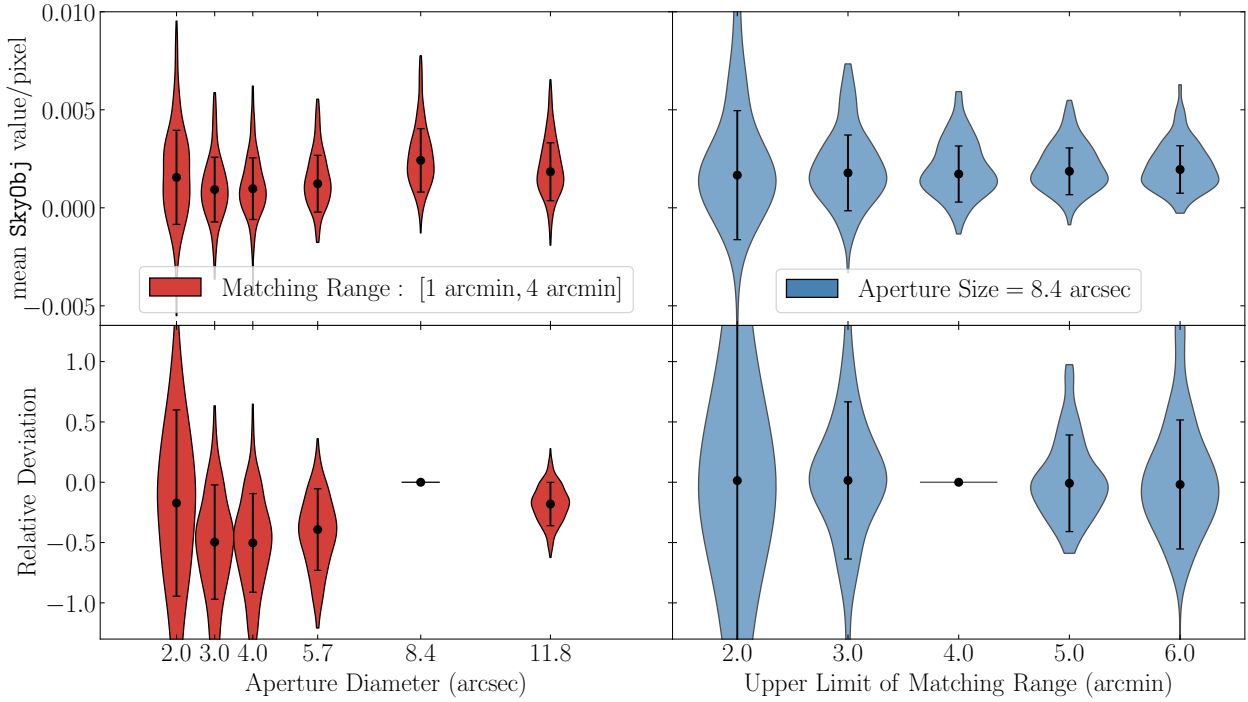 0.010
0.005
0.000
−0.005
mean SkyObj value/pixel
Matching Range : [1 arcmin, 4 arcmin]
Aperture Size = 8.4 arcsec
1.0
0.5
0.0
−0.5
−1.0
Relative Deviation
2.0 3.0 4.0 5.7 8.4 11.8
Aperture Diameter (arcsec)
2.0 3.0 4.0 5.0 6.0
Upper Limit of Matching Range (arcmin)